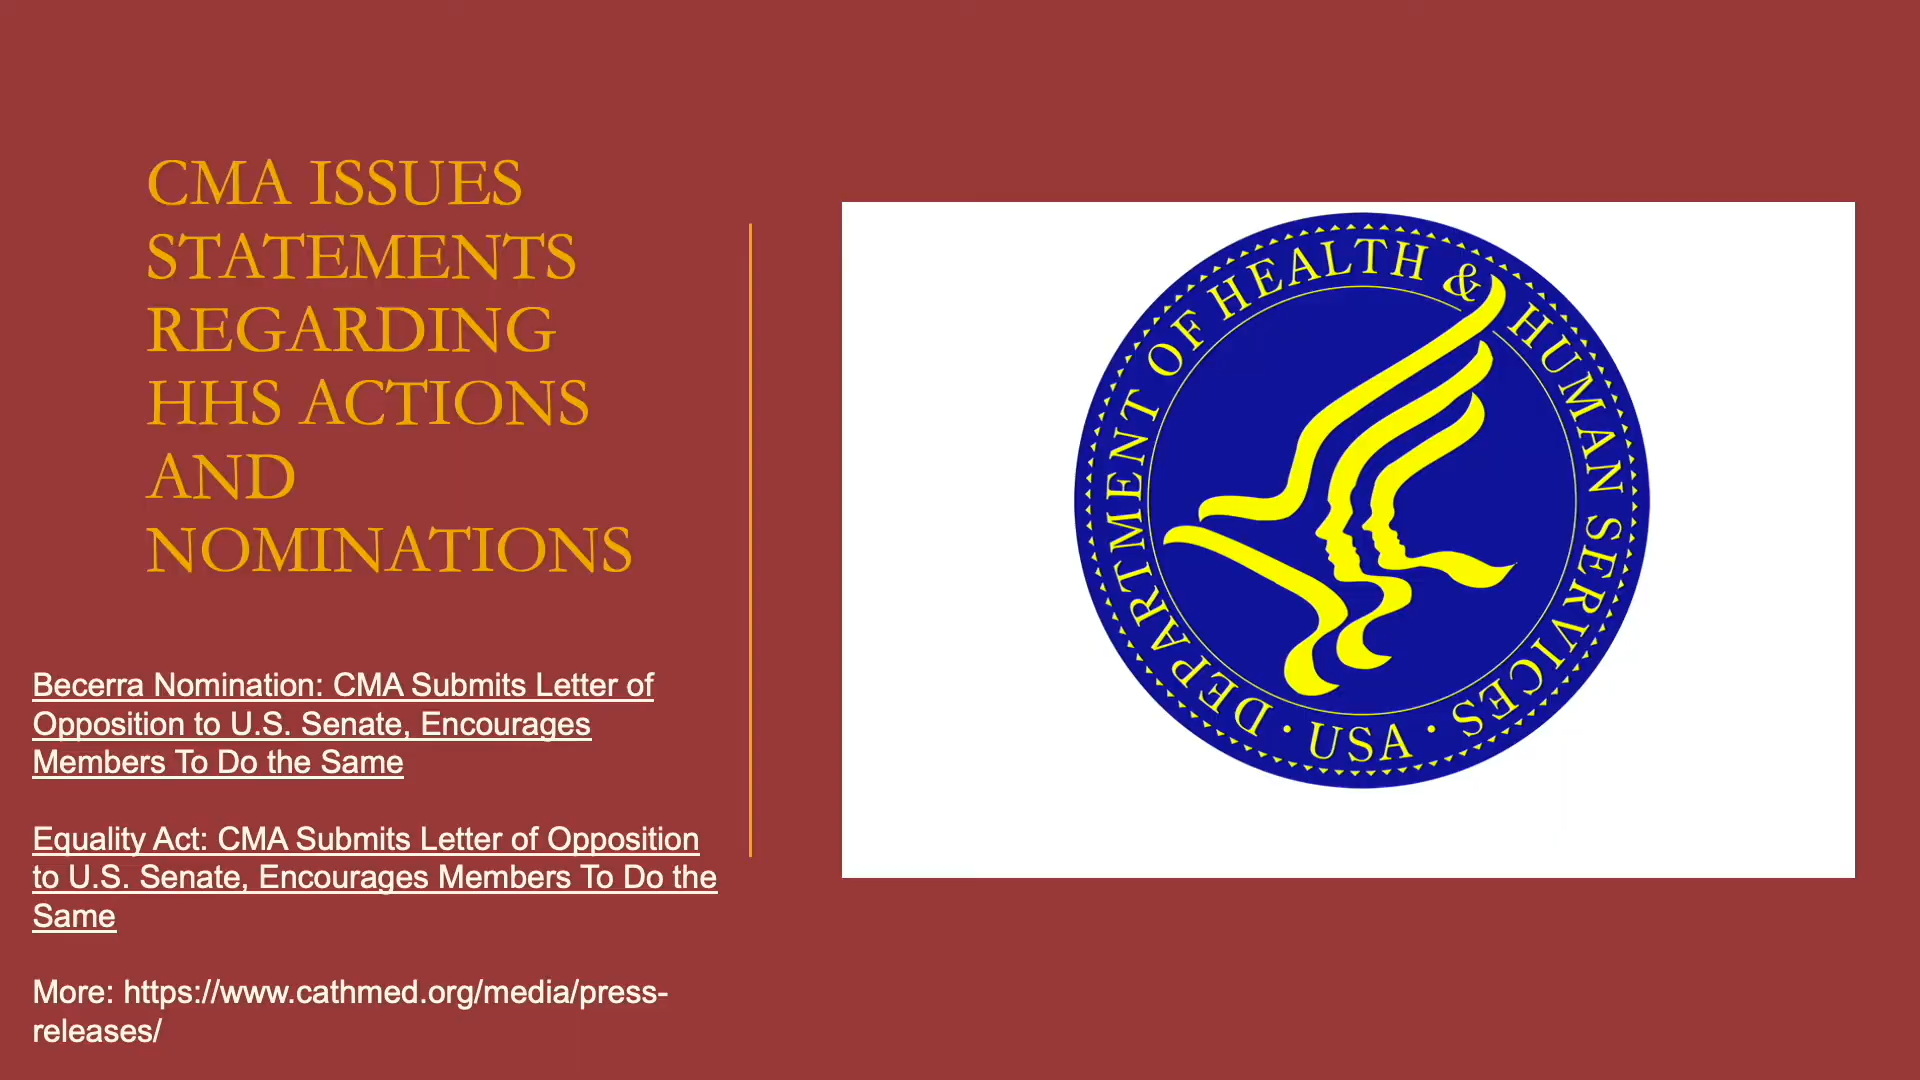 CMA ISSUES
STATEMENTS
REGARDING
HHS ACTIONS
AND
NOMINATIONS
Becerra Nomination: CMA Submits Letter of
Opposition to U.S. Senate, Encourages
Members To Do the Same
Equality Act: CMA Submits Letter of Opposition
to U.S. Senate, Encourages Members To Do the
Same
More: https://www.cathmed.org/media/press-
releases/
DEPARTMENT OF HEALTH & HUMAN SERVICES
· USA ·